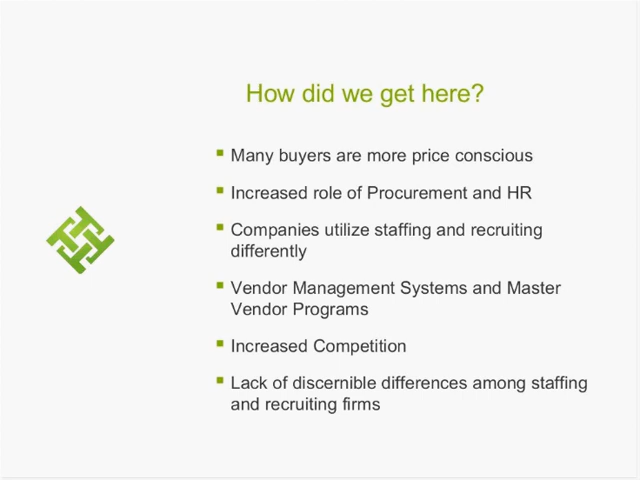 How did we get here?
Many buyers are more price conscious
Increased role of Procurement and HR
Companies utilize staffing and recruiting
differently
Vendor Management Systems and Master
Vendor Programs
Increased Competition
Lack of discernible differences among staffing
and recruiting firms